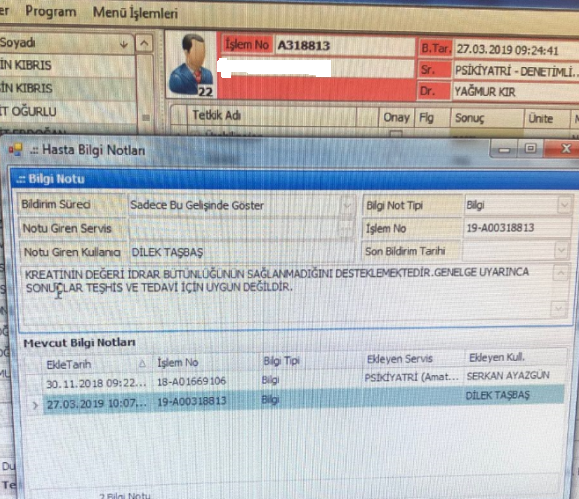 er Program Menü İşlemleri
Soyadı
İşlem No A318813 B.Tar. 27.03.2019 09:24:41
İN KIBRIS
Sr. PSİKİYATRİ - DENETİMLİ...
İN KIBRIS
22 Dr. YAĞMUR KIR
İT OĞURLU
Tetkik Adı Onay Flg Sonuç Ünite
.:: Hasta Bilgi Notları
.:: Bilgi Notu
Bildirim Süreci Sadece Bu Gelişinde Göster Bilgi Not Tipi Bilgi
Notu Giren Servis İşlem No 19-A00318813
Notu Giren Kullanıcı DİLEK TAŞBAŞ Son Bildirim Tarihi
KREATİNİN DEĞERİ İDRAR BÜTÜNLÜĞÜNÜN SAĞLANMADIĞINI DESTEKLEMEKTEDİR.GENELGE UYARINCA
SONUÇLAR TEŞHİS VE TEDAVİ İÇİN UYGUN DEĞİLDİR.
Mevcut Bilgi Notları
EkleTarih İşlem No Bilgi Tipi Ekleyen Servis Ekleyen Kull.
30.11.2018 09:22... 18-A01669106 Bilgi PSİKİYATRİ (Amat... SERKAN AYAZGÜN
27.03.2019 10:07... 19-A00318813 Bilgi DİLEK TAŞBAŞ
Du
Te
2 Bilgi Notu